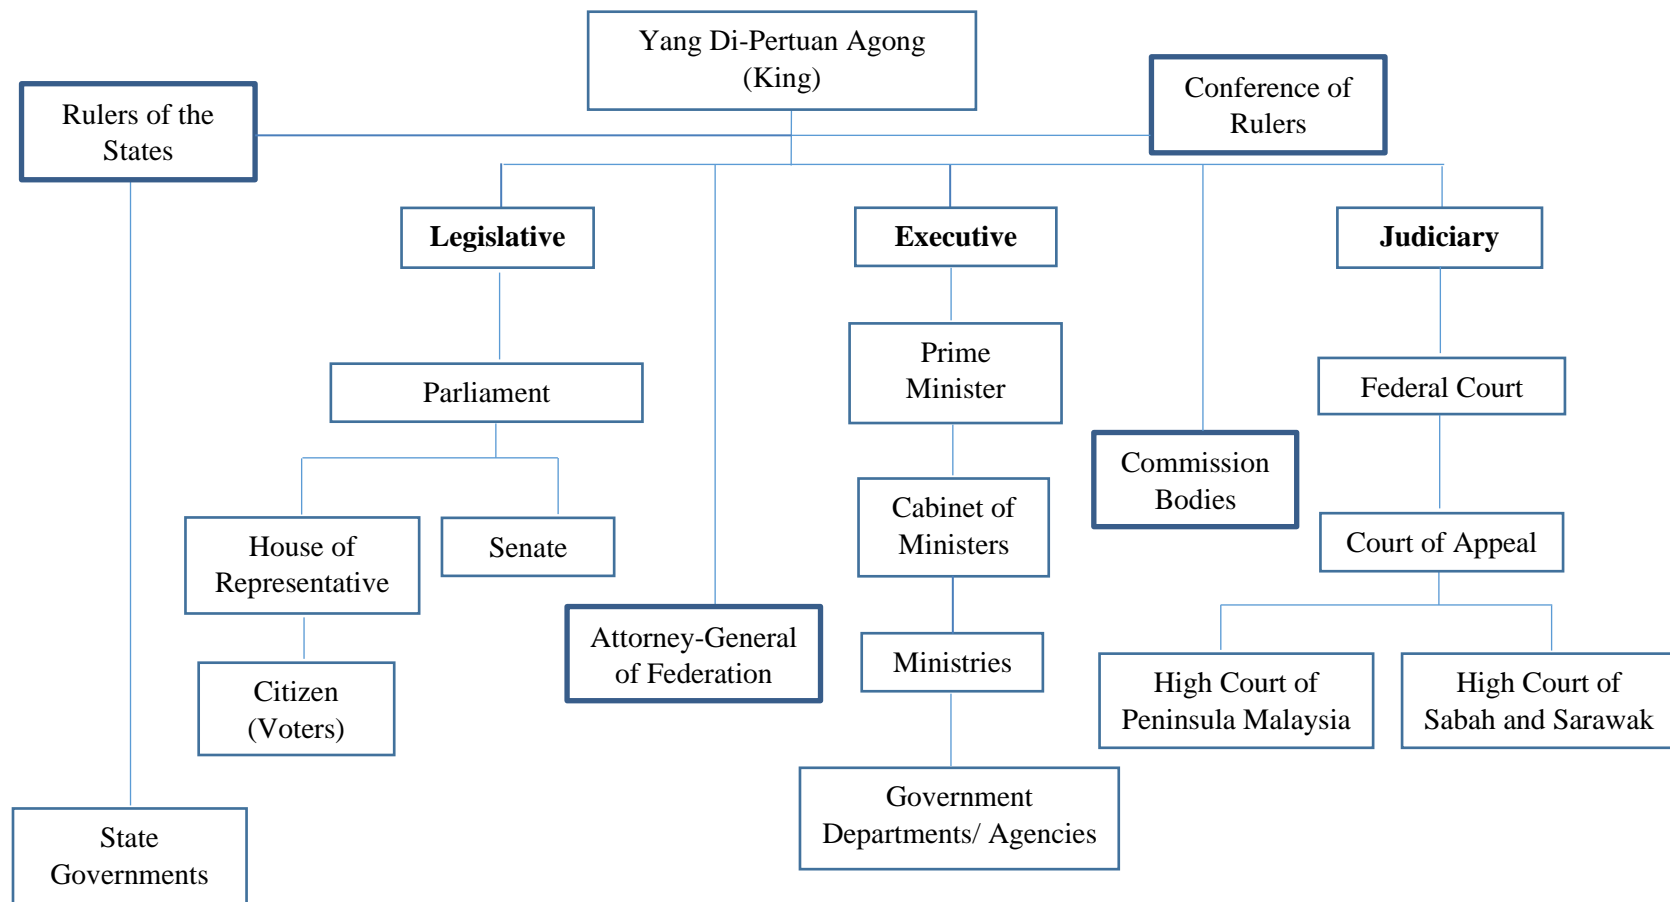 Yang Di-Pertuan Agong
(King)
Rulers of the
States
Conference of
Rulers
Legislative
Executive
Judiciary
Parliament
Prime
Minister
Federal Court
Commission
Bodies
House of
Representative
Senate
Cabinet of
Ministers
Court of Appeal
Attorney-General
of Federation
Ministries
Citizen
(Voters)
High Court of
Peninsula Malaysia
High Court of
Sabah and Sarawak
Government
Departments/ Agencies
State
Governments